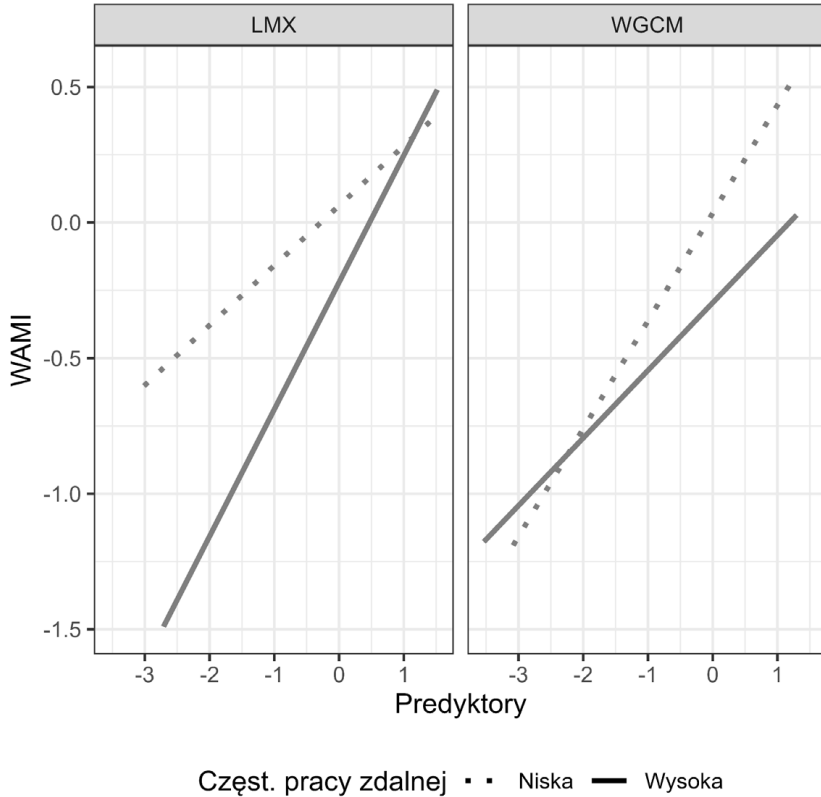 LMX WGCM
0.5
0.0
-0.5
-1.0
-1.5
WAMI
-3 -2 -1 0 1 -3 -2 -1 0 1
Predyktory
Częst. pracy zdalnej Niska Wysoka